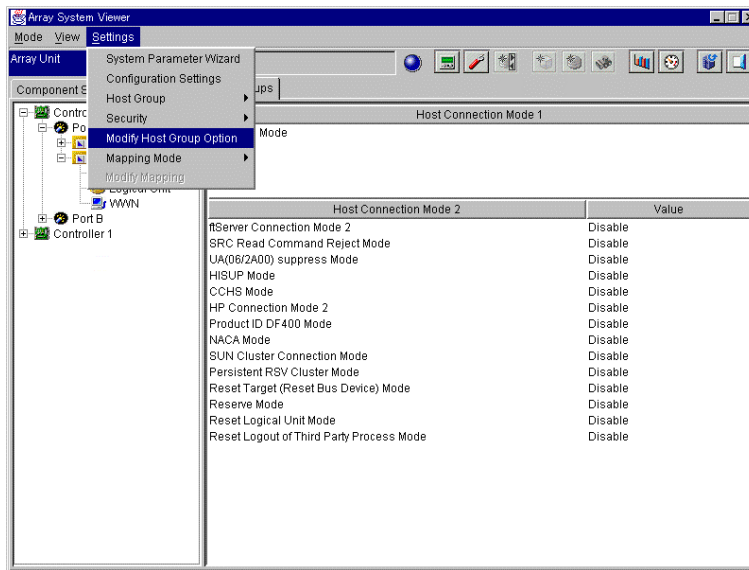 Array System Viewer
Mode View Settings
Array Unit
System Parameter Wizard
Configuration Settings
Host Group
Security
Modify Host Group Option
Mapping Mode
Modify Mapping
Component
Logical Unit
WWN
Port B
Controller 1
Host Connection Mode 1
Mode
Host Connection Mode 2 Value
ftServer Connection Mode 2 Disable
SRC Read Command Reject Mode Disable
UA(06/2A00) suppress Mode Disable
HISUP Mode Disable
CCHS Mode Disable
HP Connection Mode 2 Disable
Product ID DF400 Mode Disable
NACA Mode Disable
SUN Cluster Connection Mode Disable
Persistent RSV Cluster Mode Disable
Reset Target (Reset Bus Device) Mode Disable
Reserve Mode Disable
Reset Logical Unit Mode Disable
Reset Logout of Third Party Process Mode Disable